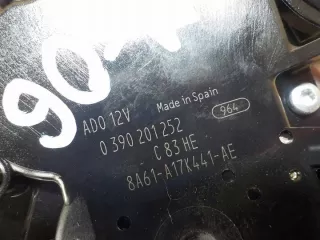 ADO 12V Made in Spain
0 390 201 252 964
C 83 HE
8A61-A17K441-AE